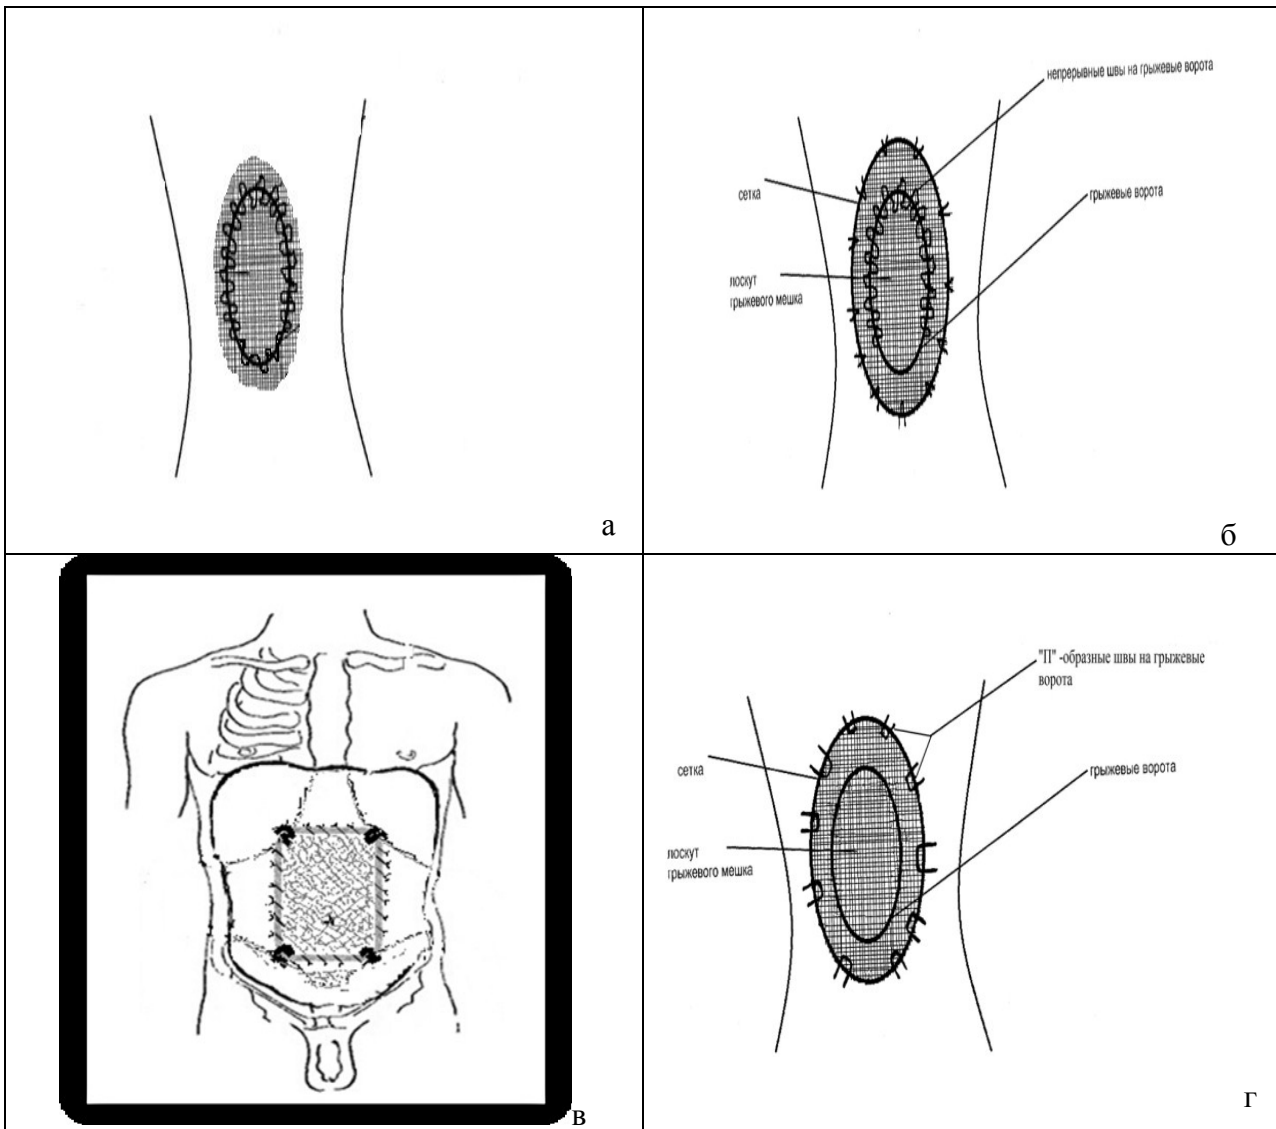 непрерывные швы на грыжевые ворота
сетка
грыжевые ворота
лоскут
грыжевого мешка
а
б
"П" -образные швы на грыжевые
ворота
сетка
грыжевые ворота
лоскут
грыжевого мешка
в
г